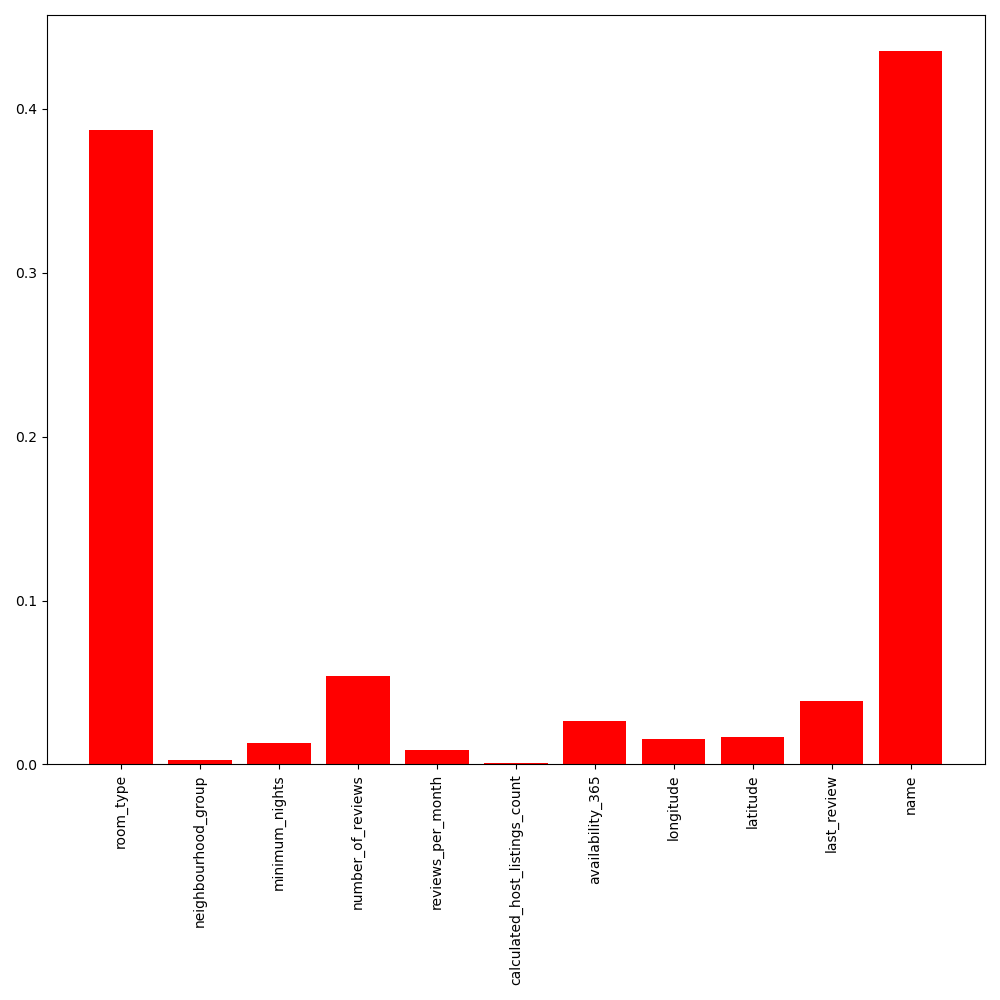 0.4
0.3
0.2
0.1
0.0
room_type
neighbourhood_group
minimum_nights
number_of_reviews
reviews_per_month
calculated_host_listings_count
availability_365
longitude
latitude
last_review
name